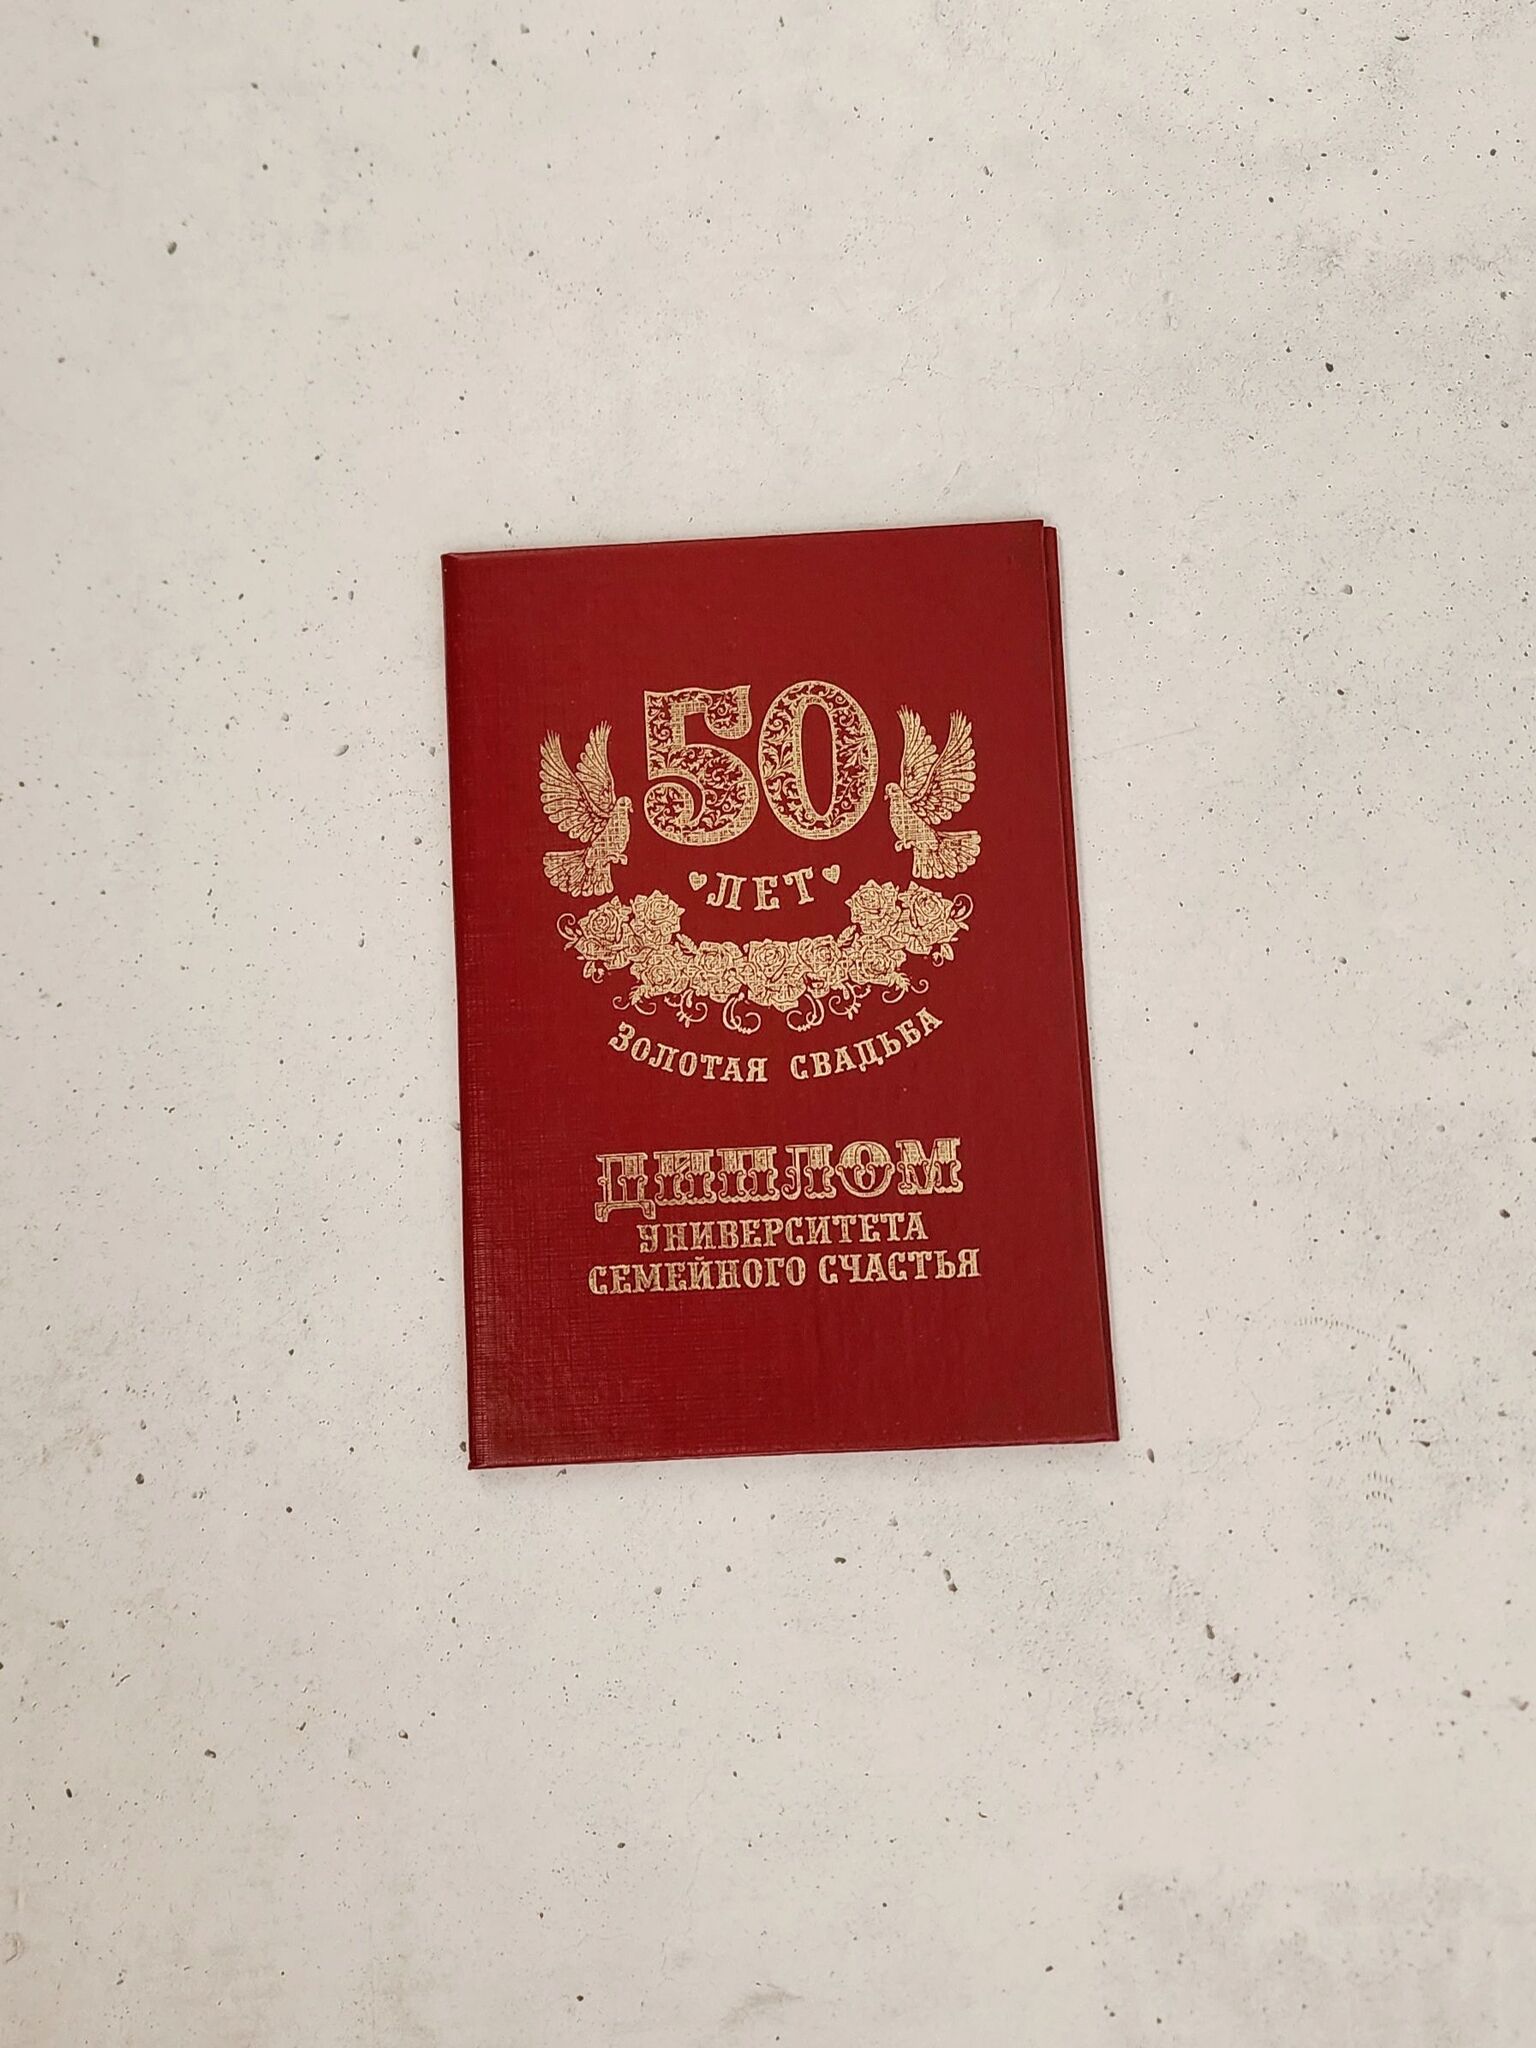 50
ЛЕТ
ЗОЛОТАЯ СВАДЬБА
ДИПЛОМ
УНИВЕРСИТЕТА
СЕМЕЙНОГО СЧАСТЬЯ